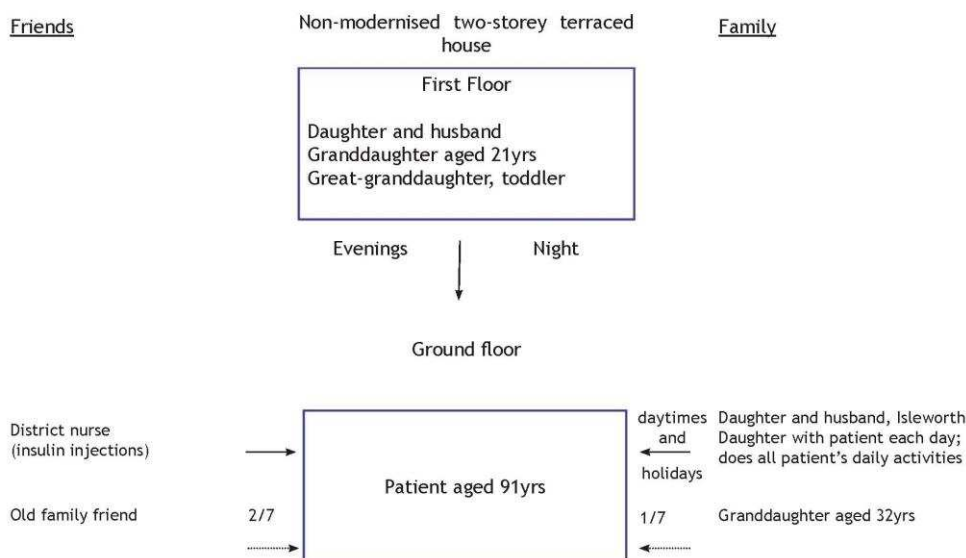 Friends
Non-modernised two-storey terraced
house
Family
First Floor
Daughter and husband
Granddaughter aged 21yrs
Great-granddaughter, toddler
Evenings
Night
Ground floor
District nurse
(insulin injections)
daytimes
and
holidays
Daughter and husband, Isleworth
Daughter with patient each day;
does all patient’s daily activities
Patient aged 91yrs
Old family friend
2/7
1/7
Granddaughter aged 32yrs